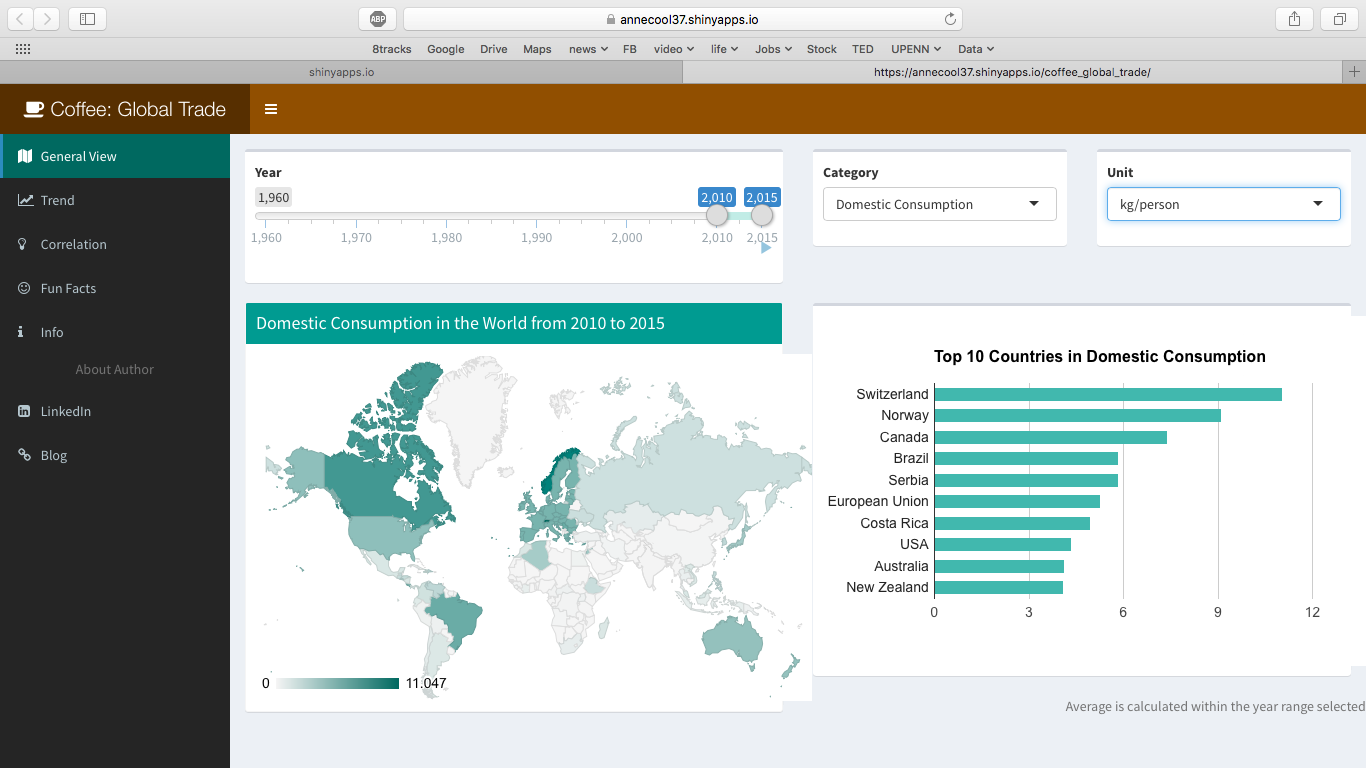 ABP
annecool37.shinyapps.io
8tracks Google Drive Maps news FB video life Jobs Stock TED UPENN Data
shinyapps.io
https://annecool37.shinyapps.io/coffee_global_trade/
Coffee: Global Trade
General View
Trend
Correlation
Fun Facts
Info
About Author
LinkedIn
Blog
Year
1,960 2,010 2,015
1,960 1,970 1,980 1,990 2,000 2,010 2,015
Category
Domestic Consumption
Unit
kg/person
Domestic Consumption in the World from 2010 to 2015
0 11.047
Top 10 Countries in Domestic Consumption
Switzerland
Norway
Canada
Brazil
Serbia
European Union
Costa Rica
USA
Australia
New Zealand
0 3 6 9 12
Average is calculated within the year range selected